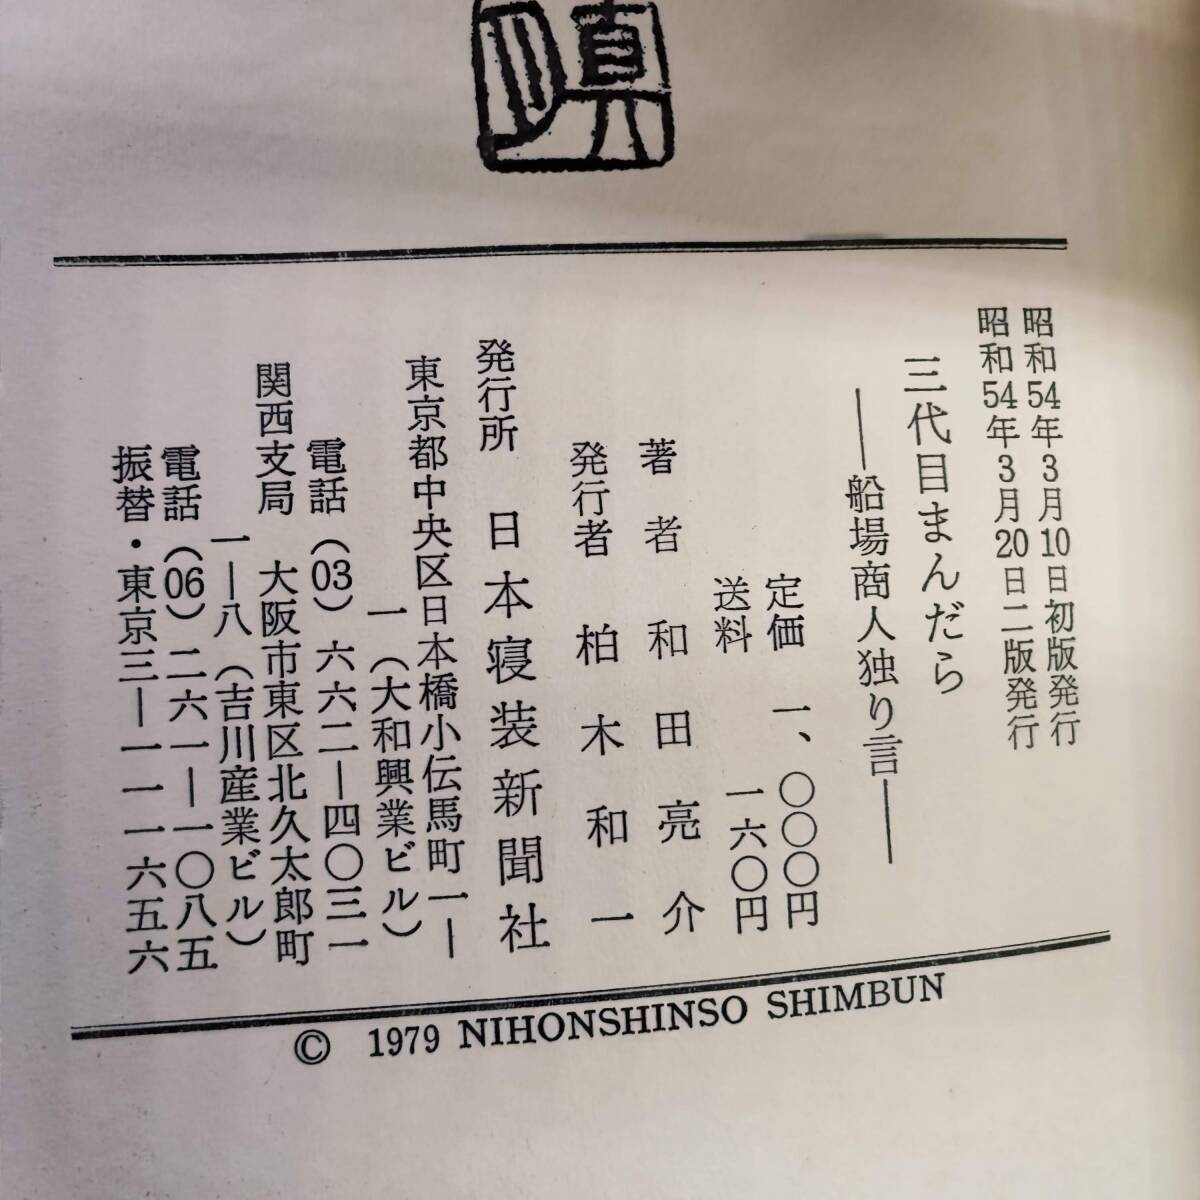 昭和54年3月10日初版発行
昭和54年3月20日二版発行
三代目まんだら
――船場商人独り言――
定価 一、〇〇〇円
送料 一六〇円
著者 和田亮介
発行者 柏木和一
発行所 日本寝装新聞社
東京都中央区日本橋小伝馬町一―
一(大和興業ビル)
電話(03)六六二―四〇三一
関西支局 大阪市東区北久太郎町
一―八(吉川産業ビル)
電話(06)二六一―一〇八五
振替・東京三―一一一六五六
© 1979 NIHONSHINSO SHIMBUN